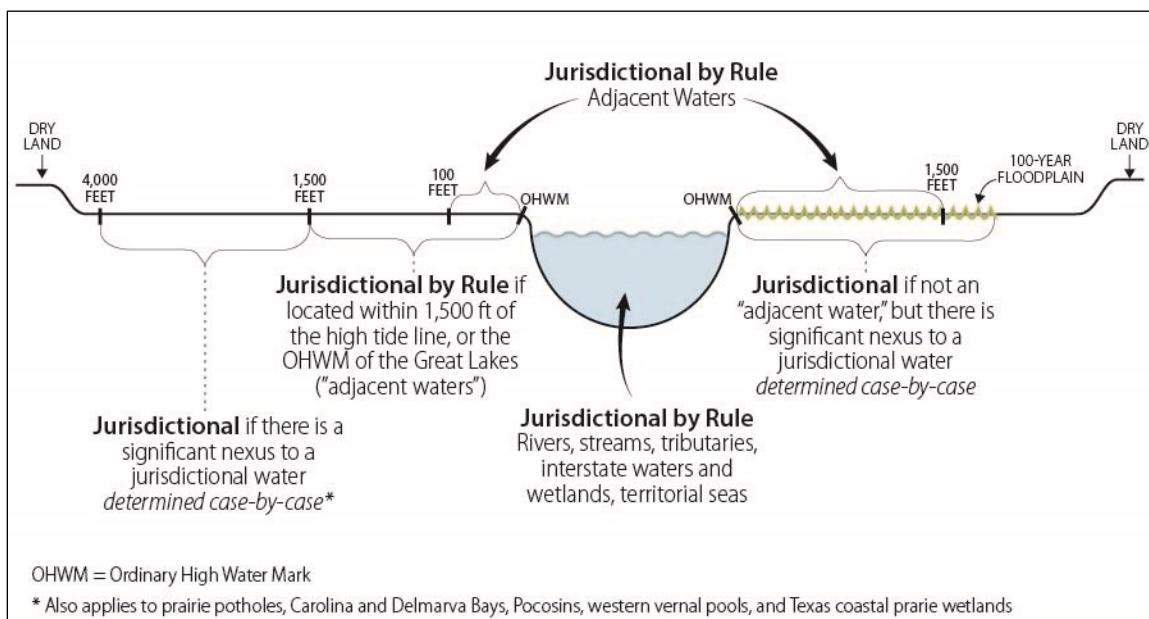 Jurisdictional by Rule
Adjacent Waters
DRY
LAND
4,000
FEET
1,500
FEET
100
FEET
OHWM
OHWM
1,500
FEET
100-YEAR
FLOODPLAIN
DRY
LAND
Jurisdictional by Rule if
located within 1,500 ft of
the high tide line, or the
OHWM of the Great Lakes
("adjacent waters")
Jurisdictional if not an
"adjacent water," but there is
significant nexus to a
jurisdictional water
determined case-by-case
Jurisdictional if there is a
significant nexus to a
jurisdictional water
determined case-by-case*
Jurisdictional by Rule
Rivers, streams, tributaries,
interstate waters and
wetlands, territorial seas
OHWM = Ordinary High Water Mark
* Also applies to prairie potholes, Carolina and Delmarva Bays, Pocosins, western vernal pools, and Texas coastal prarie wetlands